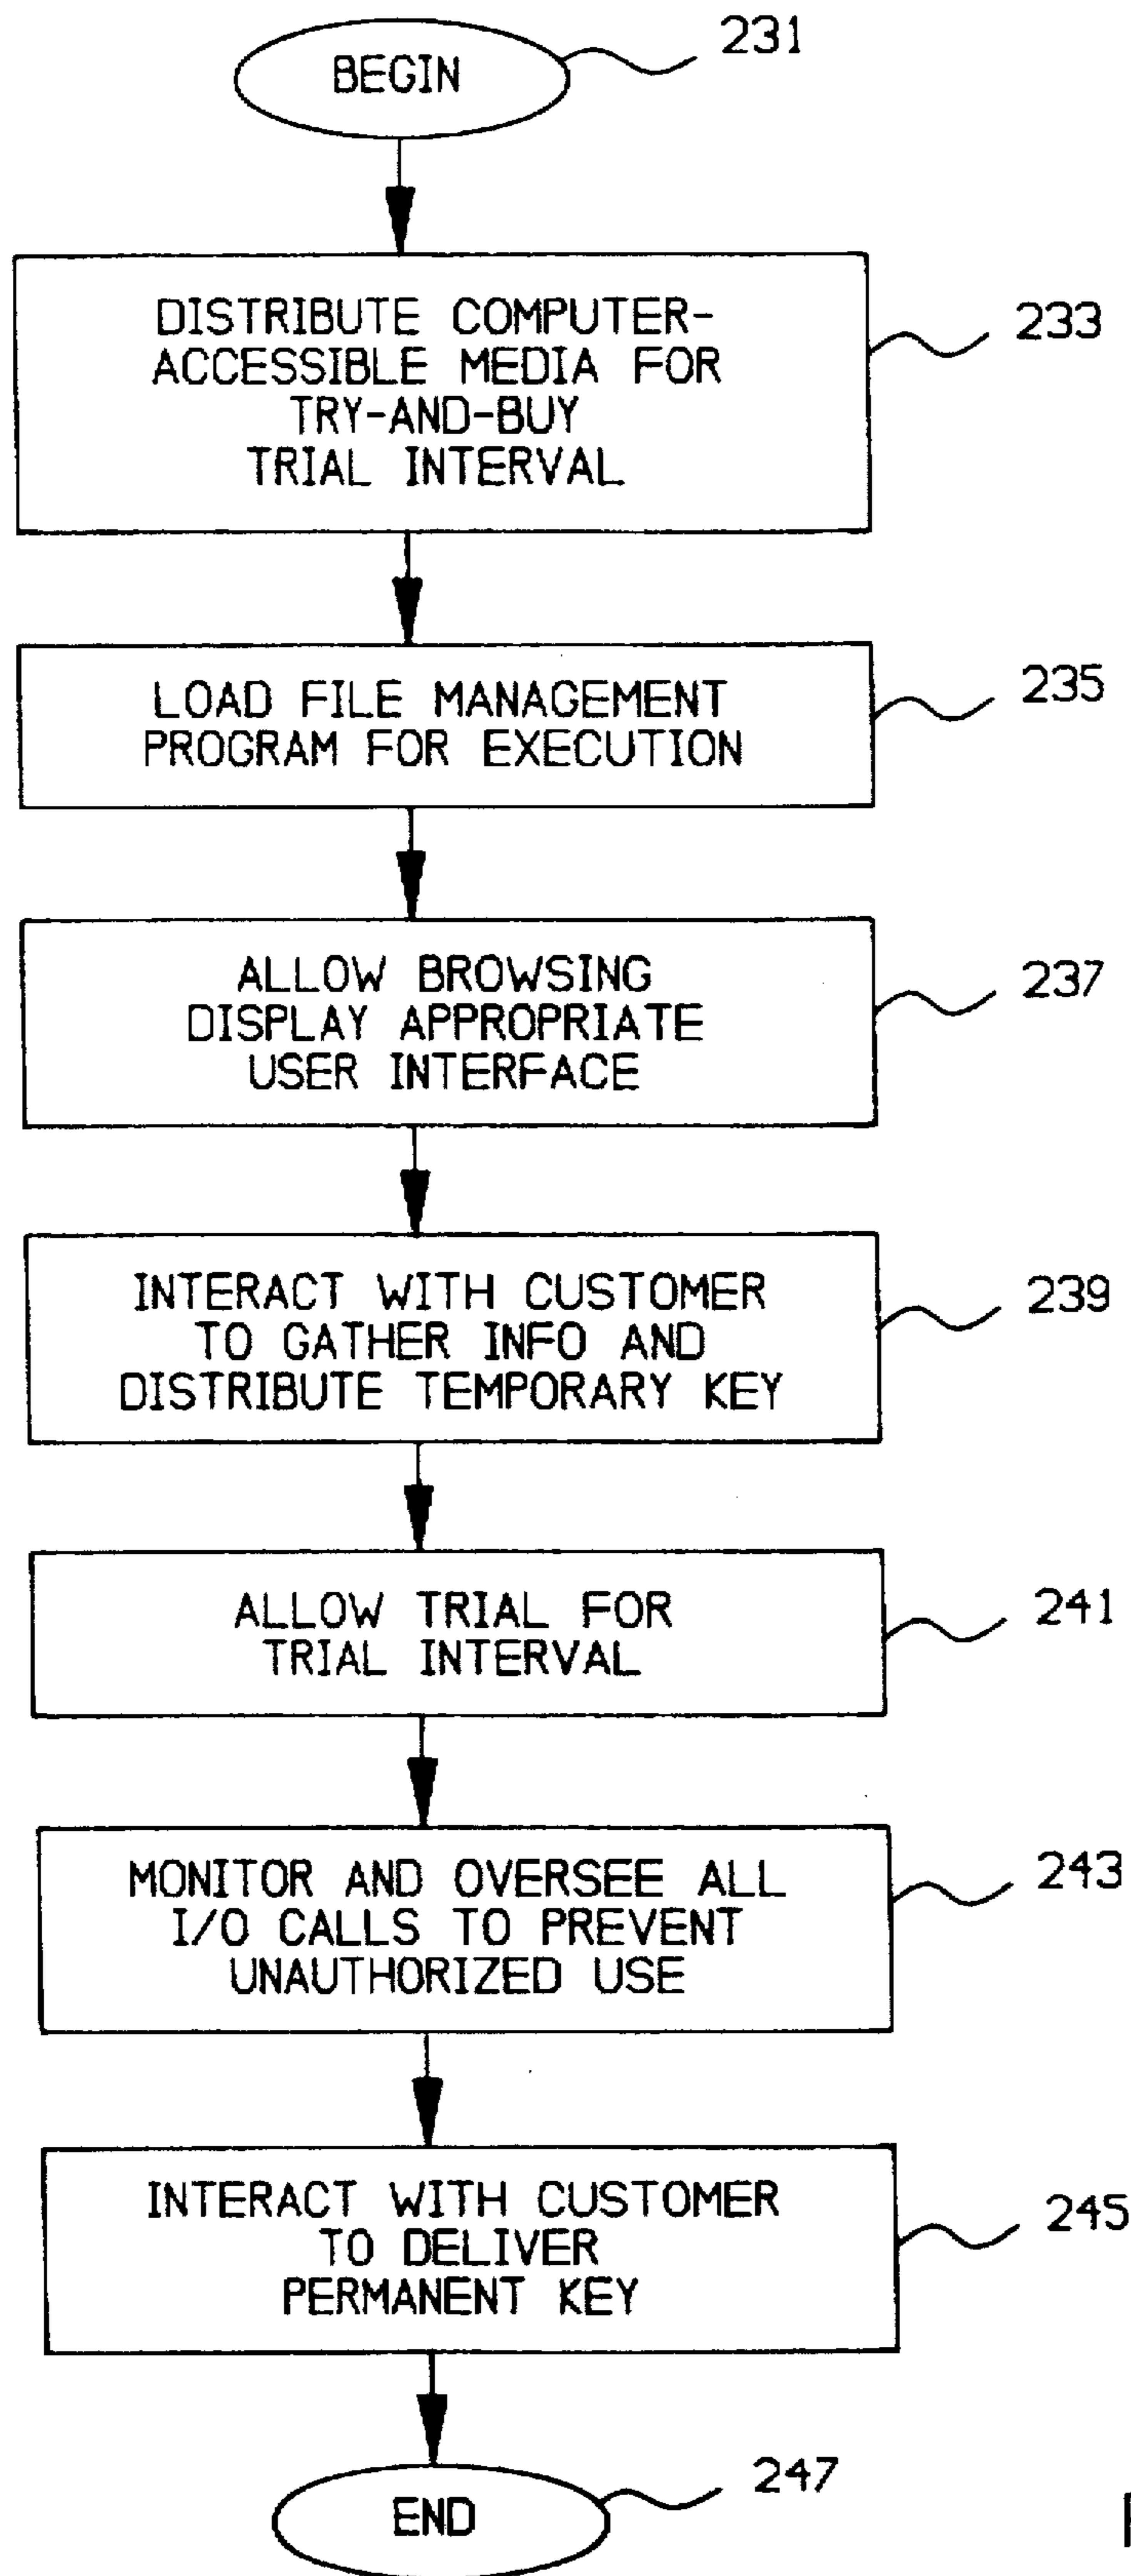 BEGIN
231
DISTRIBUTE COMPUTER-
ACCESSIBLE MEDIA FOR
TRY-AND-BUY
TRIAL INTERVAL
233
LOAD FILE MANAGEMENT
PROGRAM FOR EXECUTION
235
ALLOW BROWSING
DISPLAY APPROPRIATE
USER INTERFACE
237
INTERACT WITH CUSTOMER
TO GATHER INFO AND
DISTRIBUTE TEMPORARY KEY
239
ALLOW TRIAL FOR
TRIAL INTERVAL
241
MONITOR AND OVERSEE ALL
I/O CALLS TO PREVENT
UNAUTHORIZED USE
243
INTERACT WITH CUSTOMER
TO DELIVER
PERMANENT KEY
245
END
247